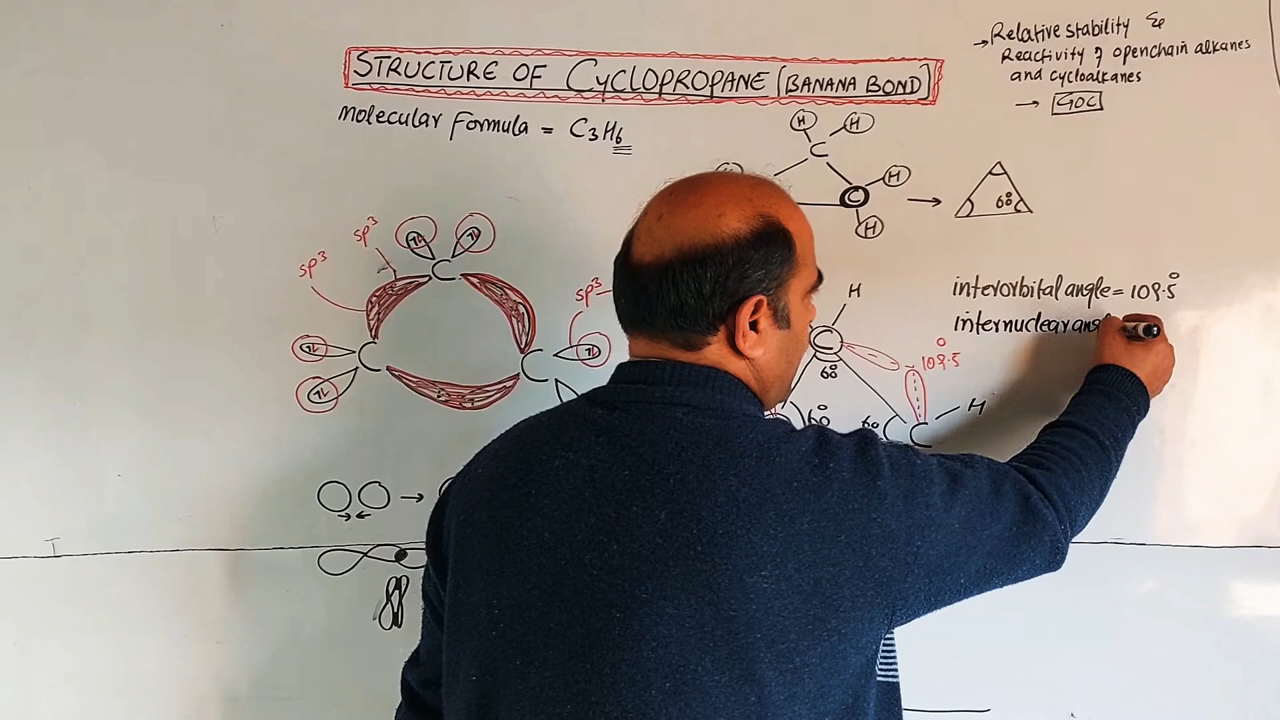 → Relative stability &
Reactivity of openchain alkanes
and cycloalkanes
→ GOC
STRUCTURE OF CYCLOPROPANE (BANANA BOND)
molecular Formula = C₃H₆
H H
C
H
C → 60°
H
sp³
sp³
C
sp³
C
C
H
60°
109.5°
60°
60
C H
interorbital angle = 109.5°
internuclear ang
→